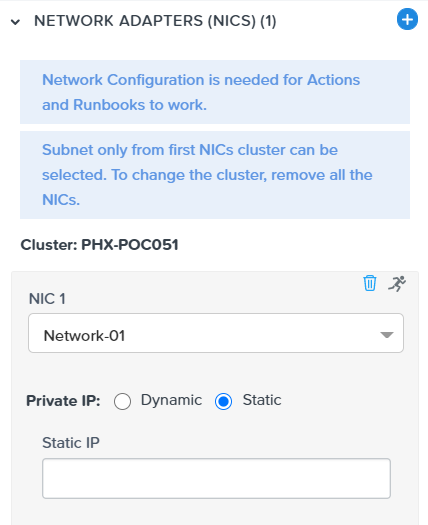 NETWORK ADAPTERS (NICS) (1)
Network Configuration is needed for Actions
and Runbooks to work.
Subnet only from first NICs cluster can be
selected. To change the cluster, remove all the
NICs.
Cluster: PHX-POC051
NIC 1
Network-01
Private IP: Dynamic Static
Static IP